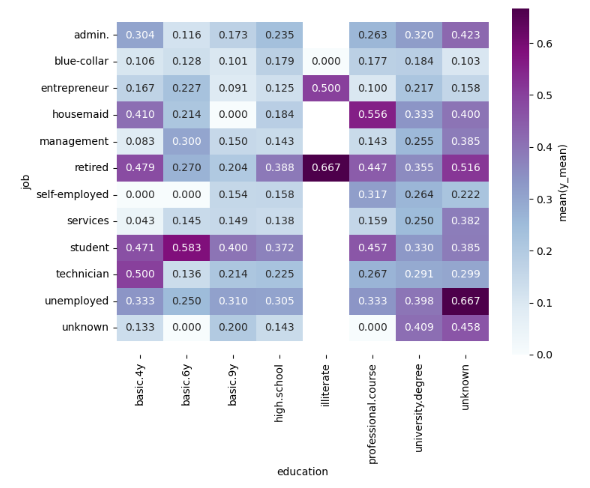 admin. 0.304 0.116 0.173 0.235 0.263 0.320 0.423
blue-collar 0.106 0.128 0.101 0.179 0.000 0.177 0.184 0.103
entrepreneur 0.167 0.227 0.091 0.125 0.500 0.100 0.217 0.158
housemaid 0.410 0.214 0.000 0.184 0.556 0.333 0.400
management 0.083 0.300 0.150 0.143 0.143 0.255 0.385
retired 0.479 0.270 0.204 0.388 0.667 0.447 0.355 0.516
self-employed 0.000 0.000 0.154 0.158 0.317 0.264 0.222
services 0.043 0.145 0.149 0.138 0.159 0.250 0.382
student 0.471 0.583 0.400 0.372 0.457 0.330 0.385
technician 0.500 0.136 0.214 0.225 0.267 0.291 0.299
unemployed 0.333 0.250 0.310 0.305 0.333 0.398 0.667
unknown 0.133 0.000 0.200 0.143 0.000 0.409 0.458
job
basic.4y
basic.6y
basic.9y
high.school
illiterate
professional.course
university.degree
unknown
education
0.6
0.5
0.4
0.3
0.2
0.1
0.0
mean(y_mean)